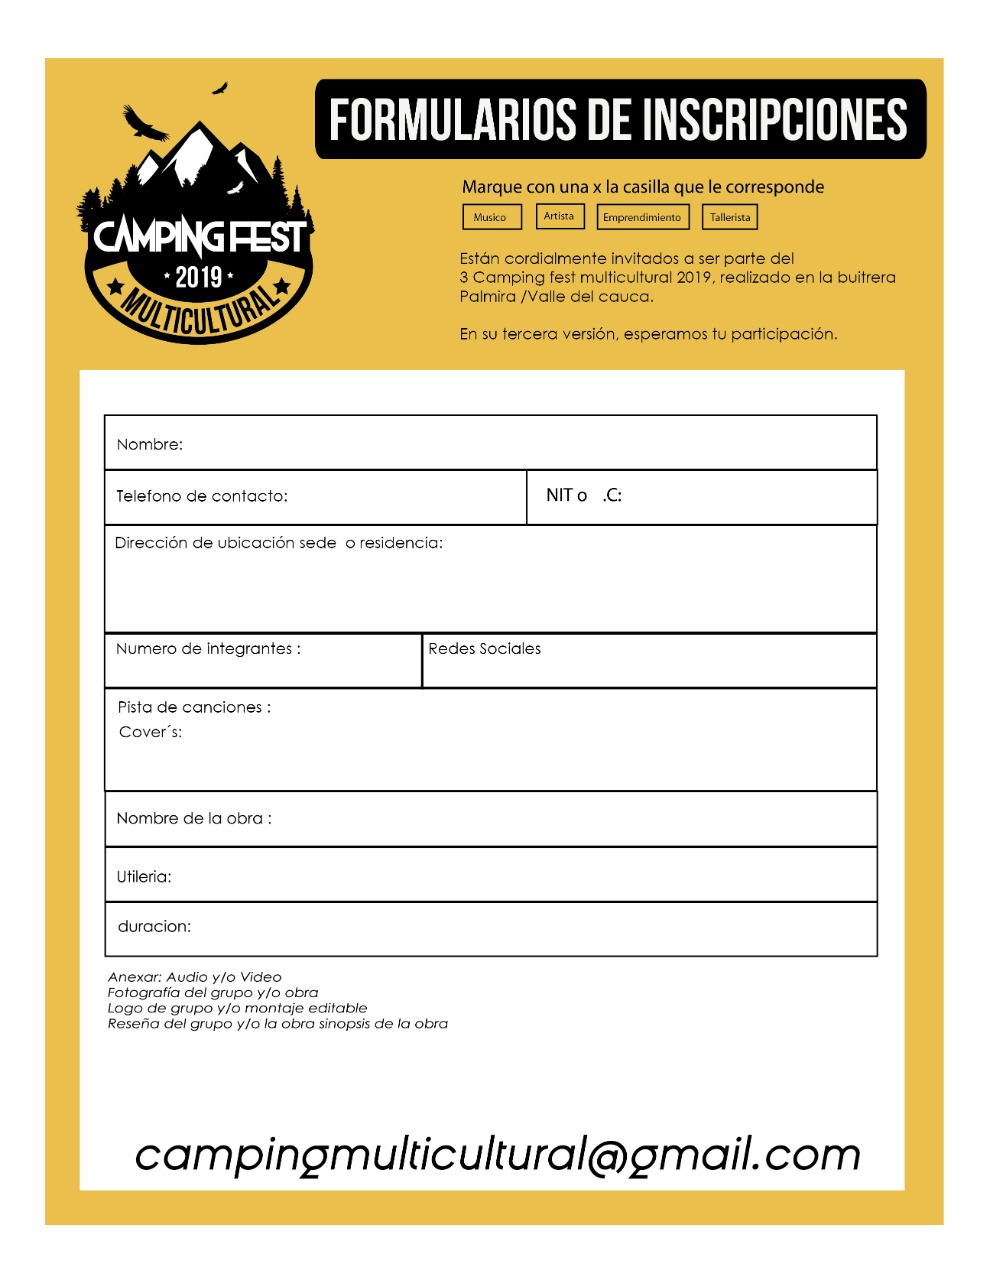 FORMULARIOS DE INSCRIPCIONES
CAMPING FEST
2019
MULTICULTURAL
Marque con una x la casilla que le corresponde
Musico Artista Emprendimiento Tallerista
Están cordialmente invitados a ser parte del
3 Camping fest multicultural 2019, realizado en la buitrera
Palmira /Valle del cauca.
En su tercera versión, esperamos tu participación.
Nombre:
Telefono de contacto: NIT o .C:
Dirección de ubicación sede o residencia:
Numero de integrantes : Redes Sociales
Pista de canciones :
Cover´s:
Nombre de la obra :
Utileria:
duracion:
Anexar: Audio y/o Video
Fotografía del grupo y/o obra
Logo de grupo y/o montaje editable
Reseña del grupo y/o la obra sinopsis de la obra
campingmulticultural@gmail.com